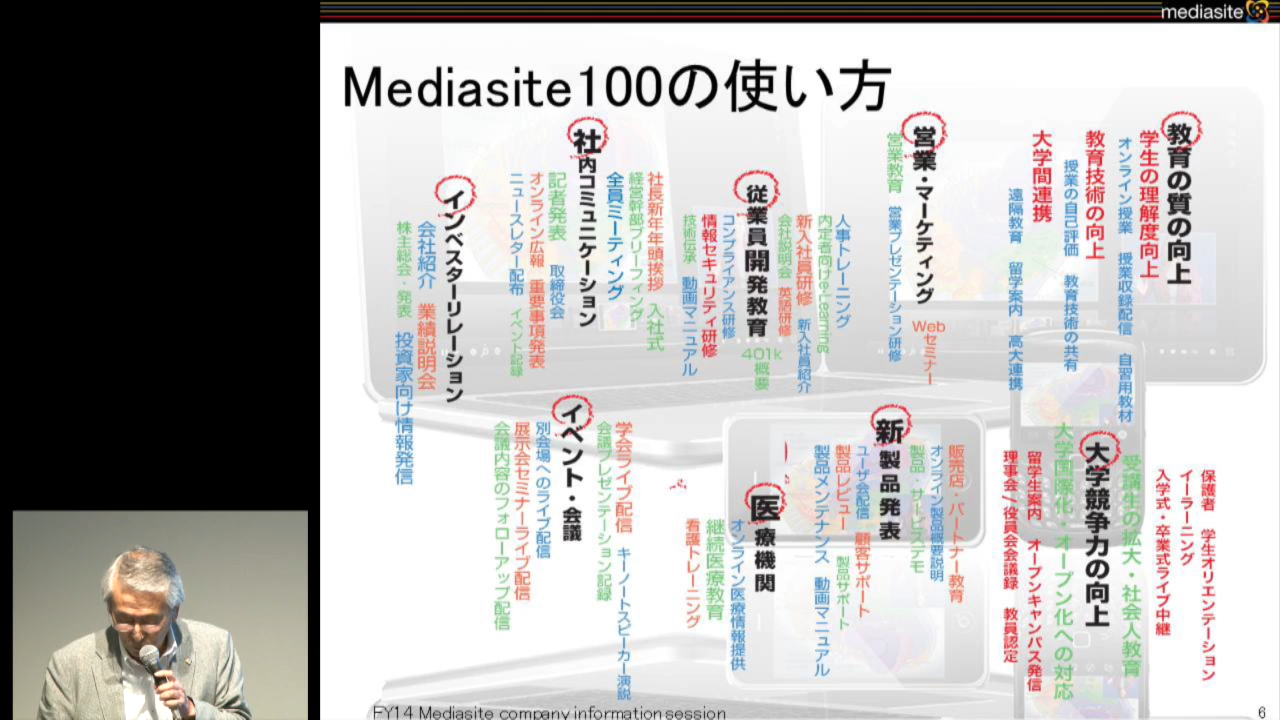 mediasite
Mediasite100の使い方
教育の質の向上
学生の理解度向上
オンライン授業 授業収録配信 自習用教材
教育技術の向上
授業の自己評価 教育技術の共有
大学間連携
遠隔教育 留学案内 高大連携
営業・マーケティング
営業教育 営業プレゼンテーション研修
Webセミナー
従業員開発教育
人事トレーニング
内定者向けe-Learning
新入社員研修 新入社員紹介
会社説明会 英語研修
401k概要
コンプライアンス研修
情報セキュリティ研修
技術伝承 動画マニュアル
社内コミュニケーション
社長新年年頭挨拶 入社式
経営幹部ブリーフィング
全員ミーティング
記者発表 取締役会
オンライン広報 重要事項発表
ニュースレター配布 イベント記録
インベスターリレーション
会社紹介 業績説明会
株主総会・発表 投資家向け情報発信
大学競争力の向上
保護者 学生オリエンテーション
イーラーニング
入学式・卒業式ライブ中継
受講生の拡大・社会人教育
大学国際化・オープン化への対応
留学生案内 オープンキャンパス発信
理事会/役員会会議録 教員認定
新製品発表
販売店・パートナー教育
オンライン製品概要説明
製品・サービスデモ
ユーザ会配信 顧客サポート
製品レビュー 製品サポート
製品メンテナンス 動画マニュアル
医療機関
オンライン医療情報提供
継続医療教育
看護トレーニング
イベント・会議
学会ライブ配信 キーノートスピーカー演説
会議プレゼンテーション記録
別会場へのライブ配信
展示会セミナーライブ配信
会議内容のフォローアップ配信
FY14 Mediasite company information session
6